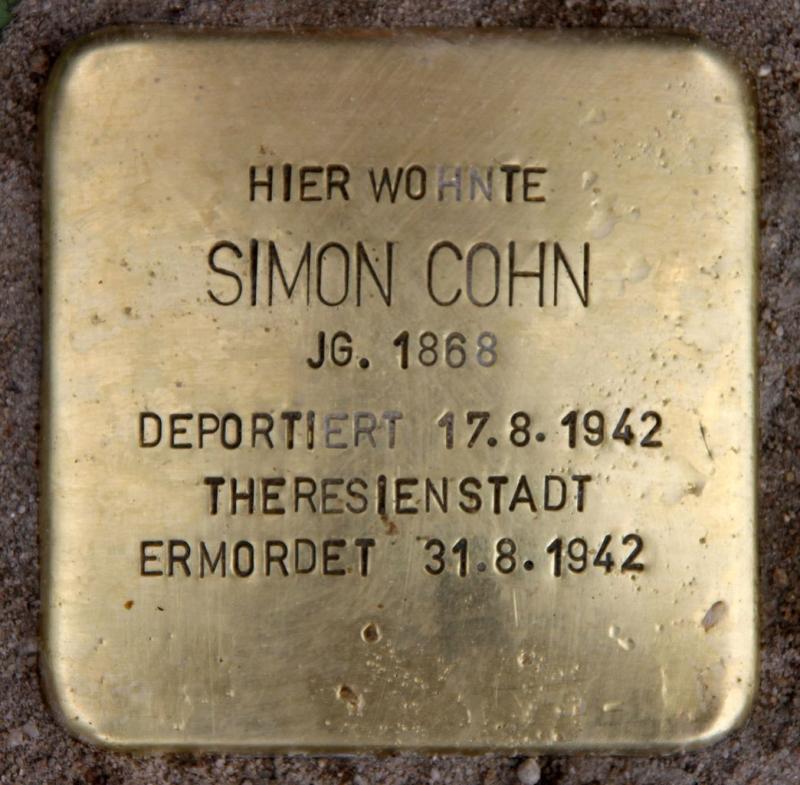 HIER WOHNTE
SIMON COHN
JG. 1868
DEPORTIERT 17.8.1942
THERESIENSTADT
ERMORDET 31.8.1942